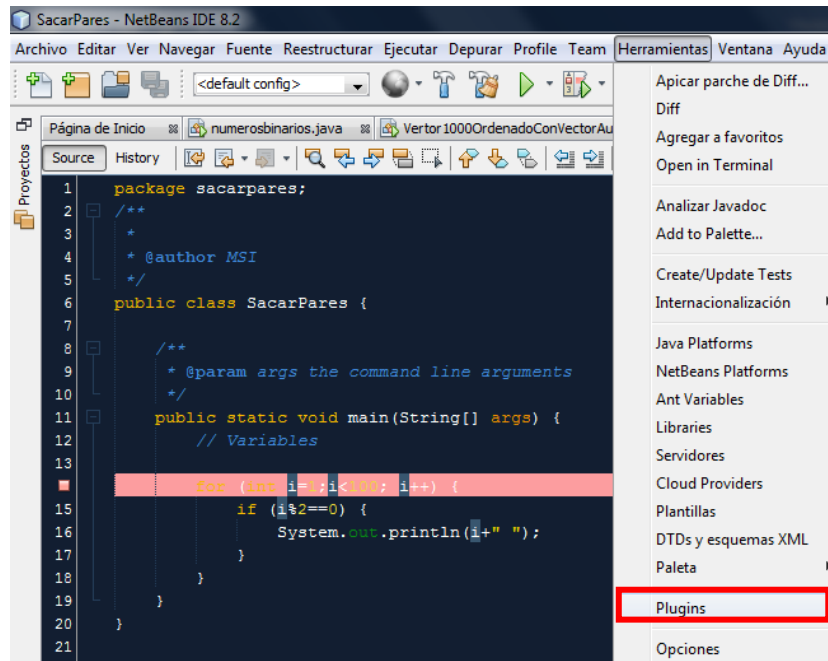 SacarPares - NetBeans IDE 8.2
Archivo Editar Ver Navegar Fuente Reestructurar Ejecutar Depurar Profile Team Herramientas Ventana Ayuda
<default config>
Página de Inicio numerosbinarios.java Vertor1000OrdenadoConVectorAu
Source History
Proyectos
1 package sacarpares;
2 /**
3 *
4 * @author MSI
5 */
6 public class SacarPares {
7
8 /**
9 * @param args the command line arguments
10 */
11 public static void main(String[] args) {
12 // Variables
13
for (int i=1;i<100; i++) {
15 if (i%2==0) {
16 System.out.println(i+" ");
17 }
18 }
19 }
20 }
21
Apicar parche de Diff...
Diff
Agregar a favoritos
Open in Terminal
Analizar Javadoc
Add to Palette...
Create/Update Tests
Internacionalización
Java Platforms
NetBeans Platforms
Ant Variables
Libraries
Servidores
Cloud Providers
Plantillas
DTDs y esquemas XML
Paleta
Plugins
Opciones